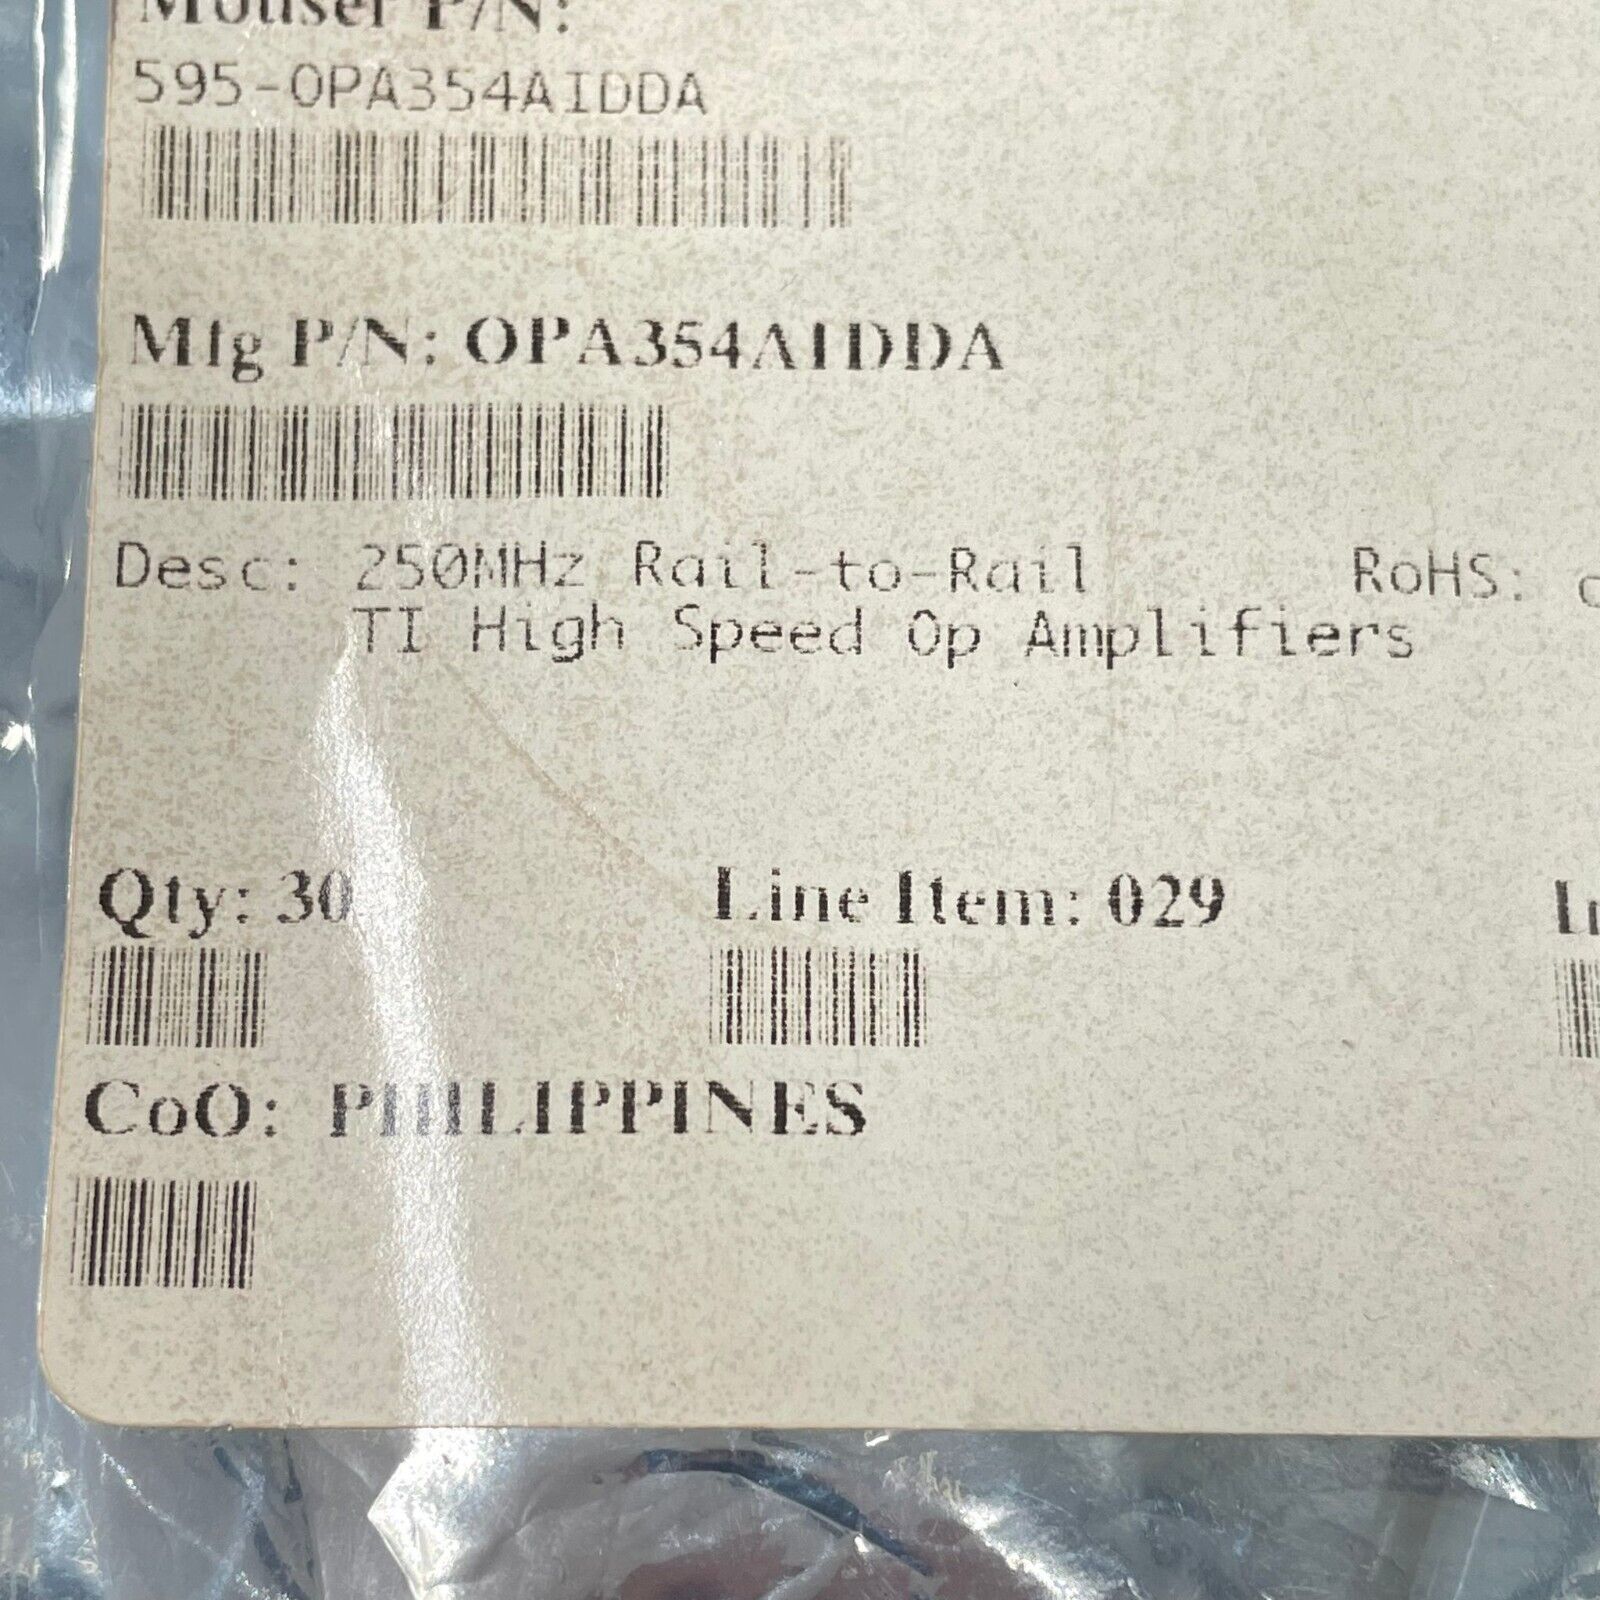 Mouser P/N:
595-OPA354AIDDA
Mfg P/N: OPA354AIDDA
Desc: 250MHz Rail-to-Rail RoHS:
TI High Speed Op Amplifiers
Qty: 30 Line Item: 029
CoO: PHILIPPINES